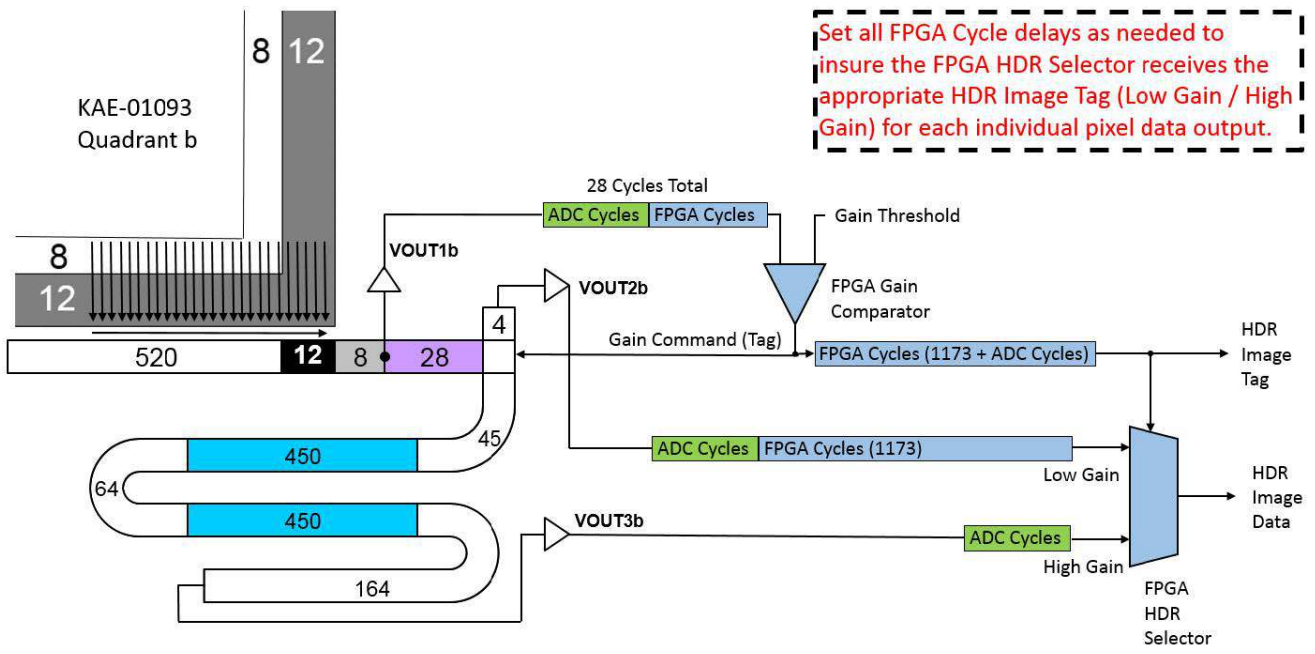 8 12
KAE-01093
Quadrant b
8
12
Set all FPGA Cycle delays as needed to
insure the FPGA HDR Selector receives the
appropriate HDR Image Tag (Low Gain / High
Gain) for each individual pixel data output.
28 Cycles Total
ADC Cycles FPGA Cycles
Gain Threshold
VOUT1b
VOUT2b
FPGA Gain
Comparator
4
Gain Command (Tag)
520 12 8 28
FPGA Cycles (1173 + ADC Cycles)
HDR
Image
Tag
45
450
64
ADC Cycles FPGA Cycles (1173)
Low Gain
HDR
Image
Data
450
VOUT3b
ADC Cycles
High Gain
164
FPGA
HDR
Selector